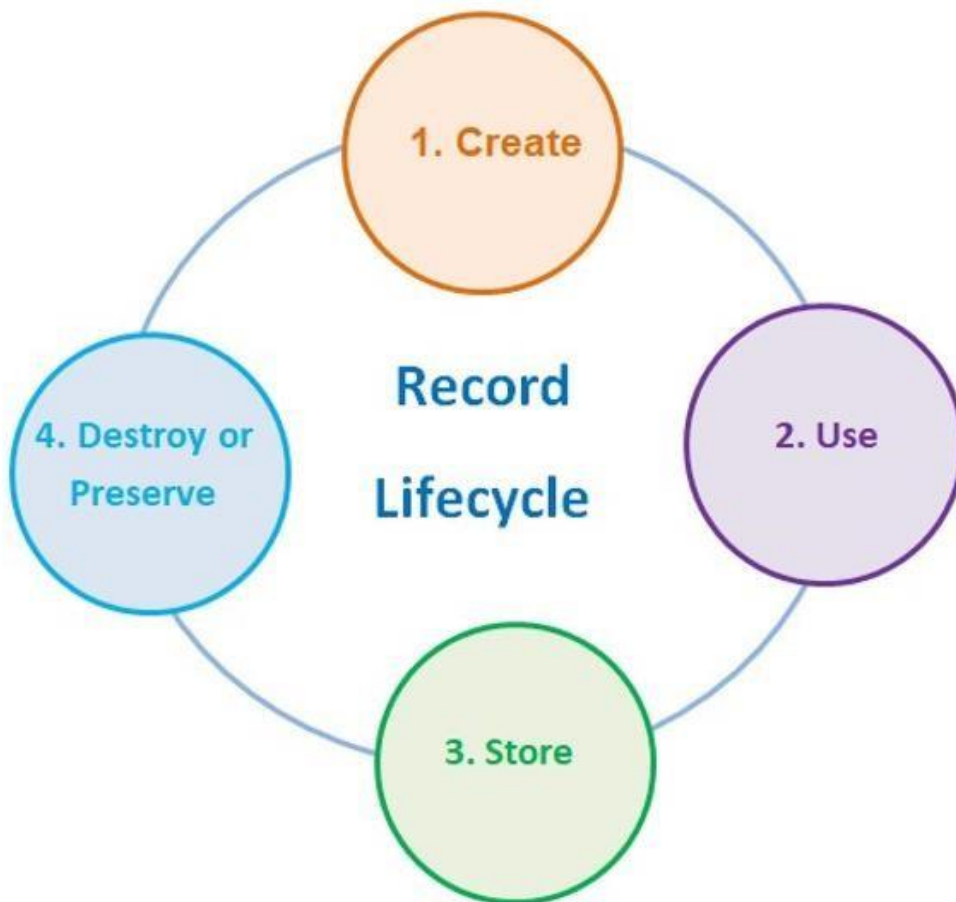 1. Create
Record
Lifecycle
2. Use
3. Store
4. Destroy or
Preserve